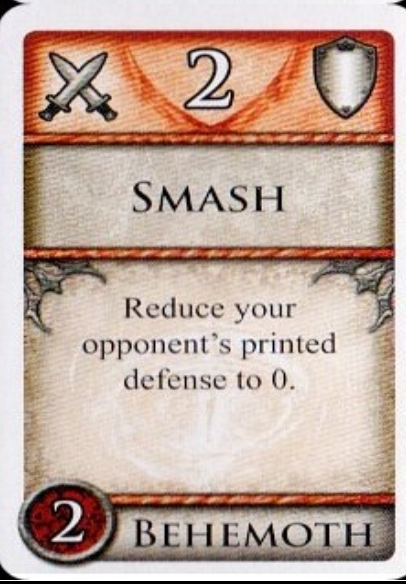 2
SMASH
Reduce your
opponent's printed
defense to 0.
2 BEHEMOTH